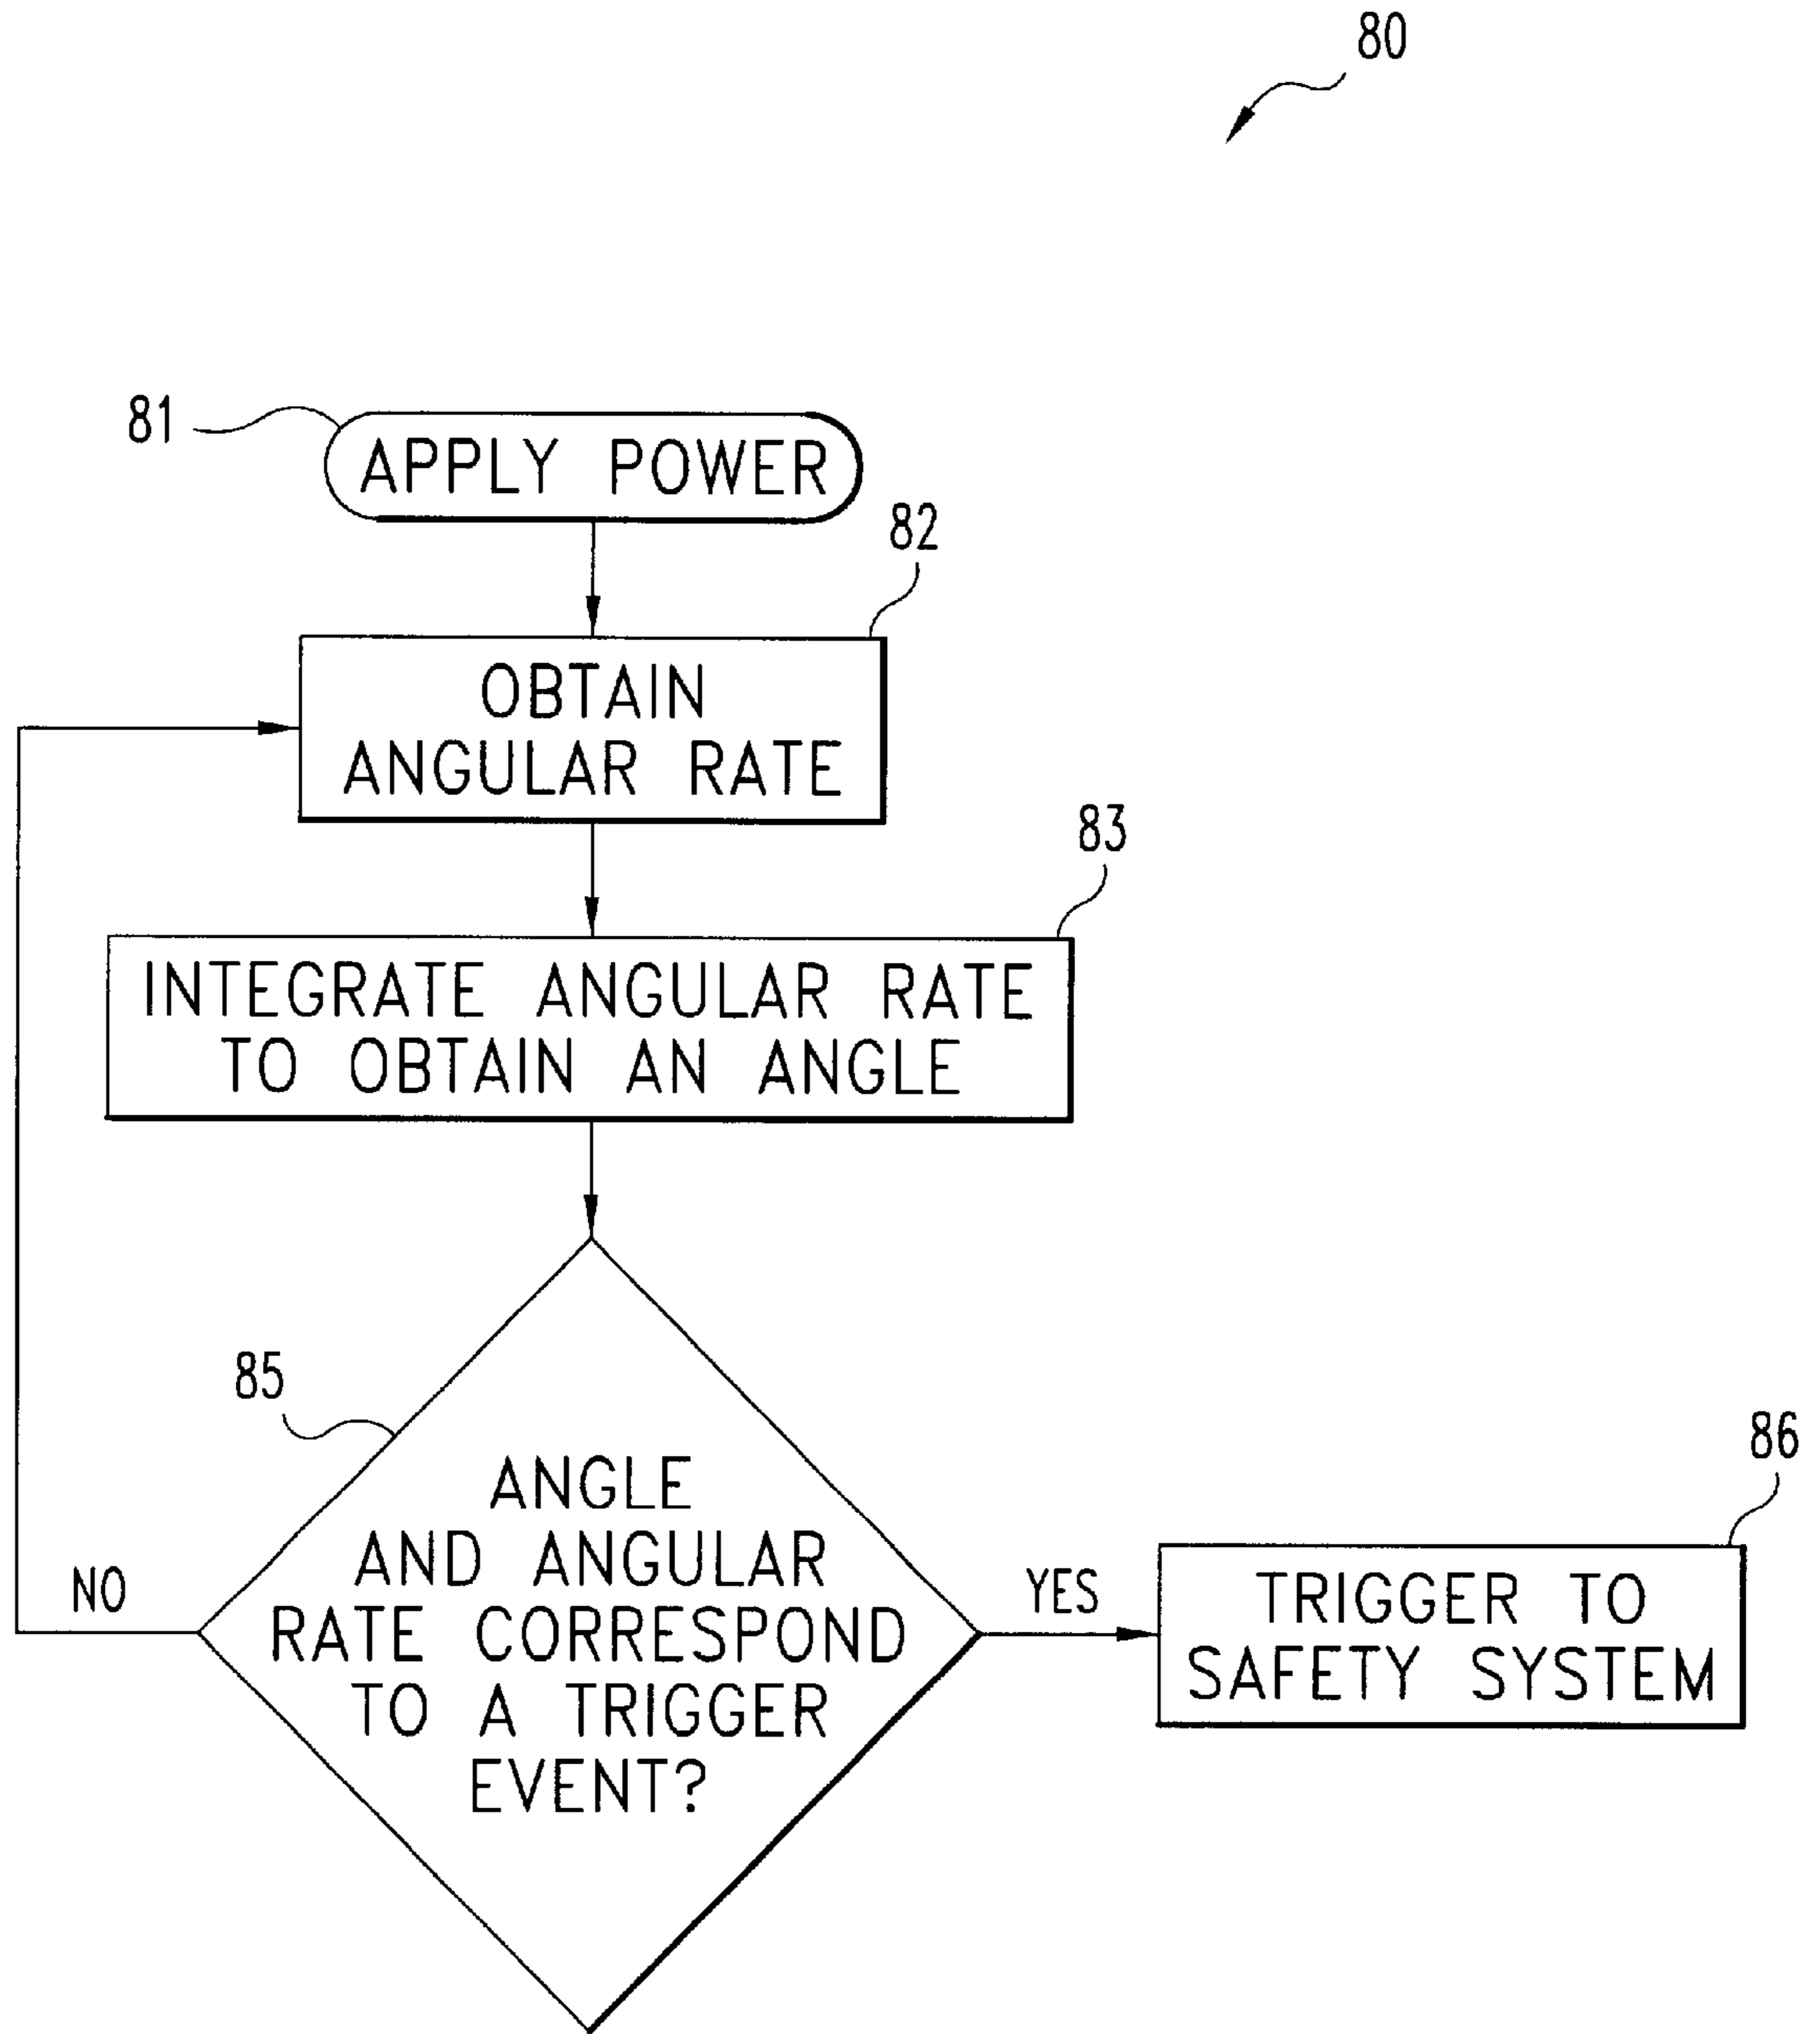 80
81
APPLY POWER
82
OBTAIN
ANGULAR RATE
83
INTEGRATE ANGULAR RATE
TO OBTAIN AN ANGLE
85
ANGLE
AND ANGULAR
RATE CORRESPOND
TO A TRIGGER
EVENT?
NO
YES
86
TRIGGER TO
SAFETY SYSTEM